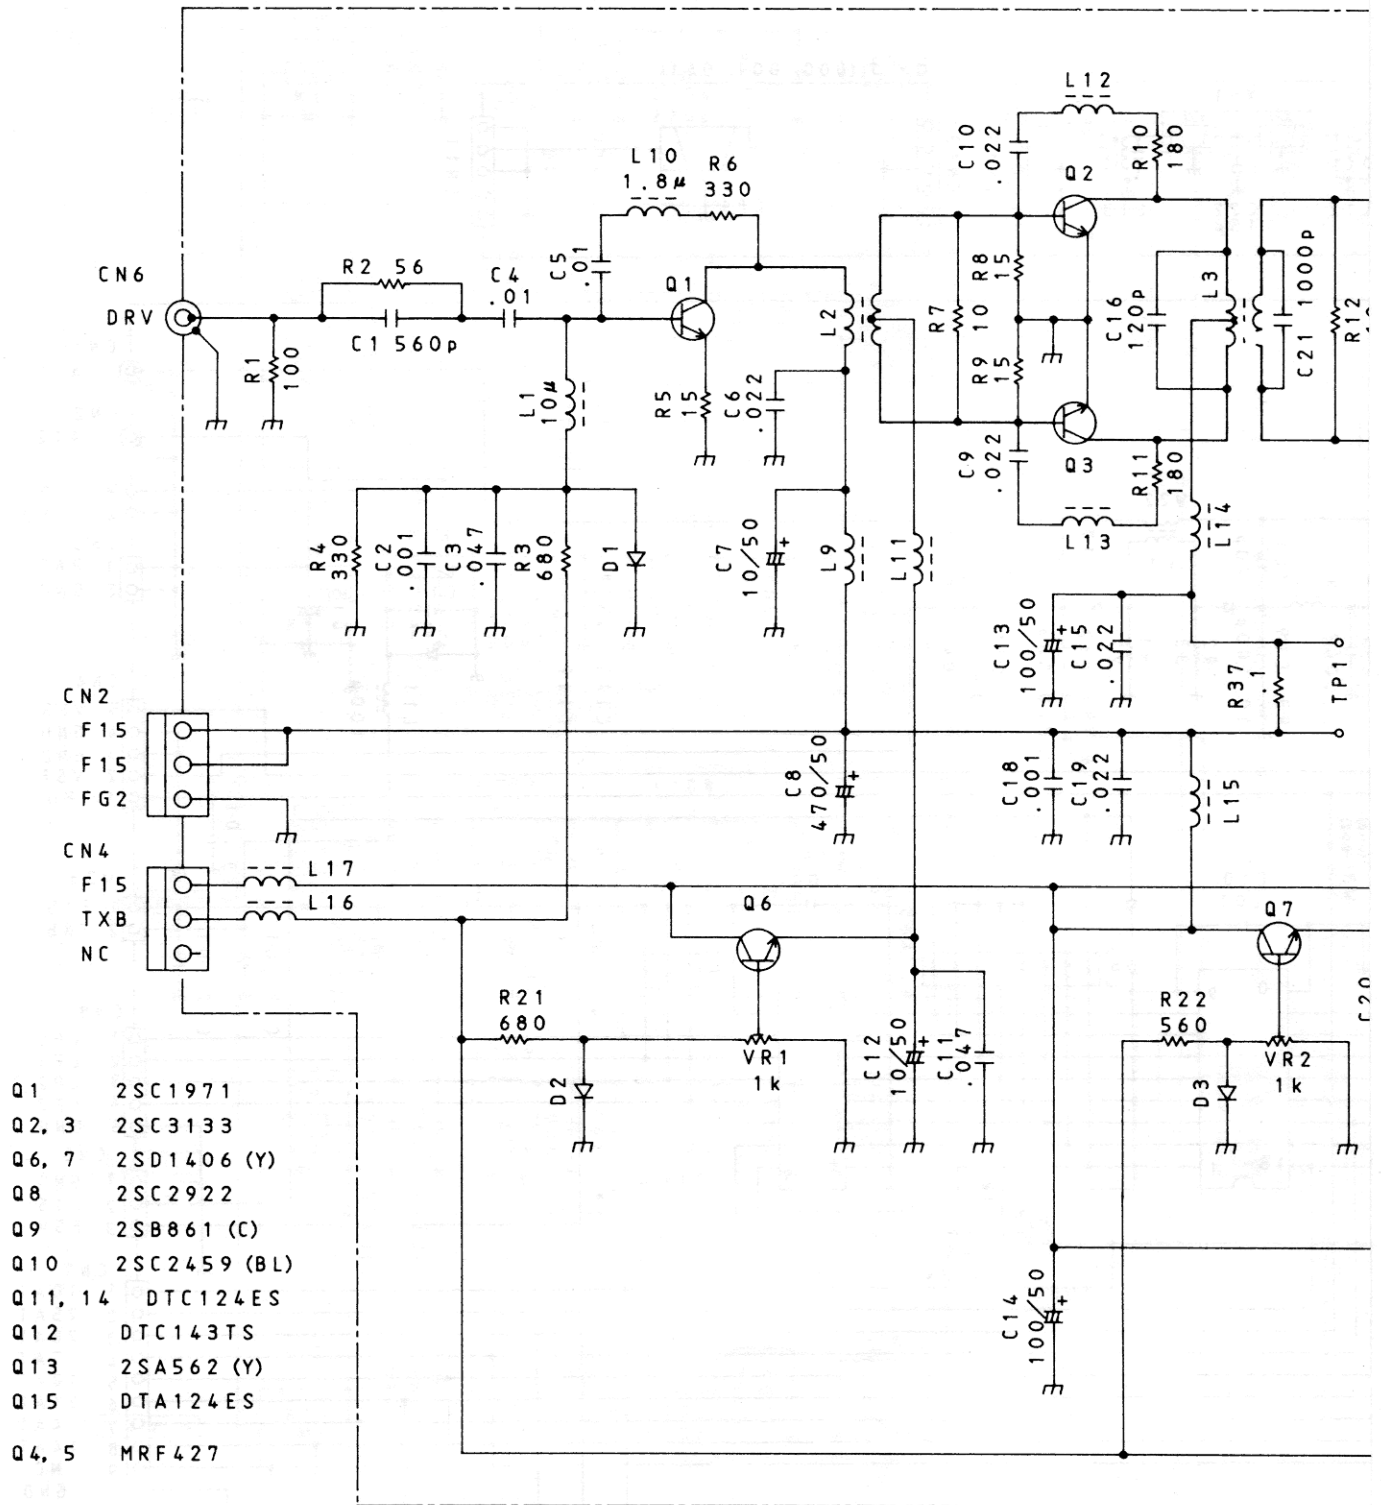 L12
C10
.022
R10
180
L10
1.8μ
R6
330
Q2
C5
.01
R8
15
CN6
R2 56
C4
.01
Q1
L2
R7
10
C16
120p
L3
C21 1000p
R12
DRV
C1 560p
R1
100
R9
15
L1
10μ
R5
15
C6
.022
C9
.022
Q3
R11
180
L14
L13
R4
330
C2
.001
C3
.047
R3
680
D1
C7
10/50
+
L9
L11
C13
100/50
+
C15
.022
R37
.1
TP1
CN2
F15
F15
FG2
C8
470/50
+
C18
.001
C19
.022
L15
CN4
F15
L17
TXB
L16
NC
Q6
Q7
R21
680
VR1
1k
D2
C12
10/50
+
C11
.047
R22
560
VR2
1k
D3
C20
Q1 2SC1971
Q2, 3 2SC3133
Q6, 7 2SD1406 (Y)
Q8 2SC2922
Q9 2SB861 (C)
Q10 2SC2459 (BL)
Q11, 14 DTC124ES
Q12 DTC143TS
Q13 2SA562 (Y)
Q15 DTA124ES
Q4, 5 MRF427
C14
100/50
+